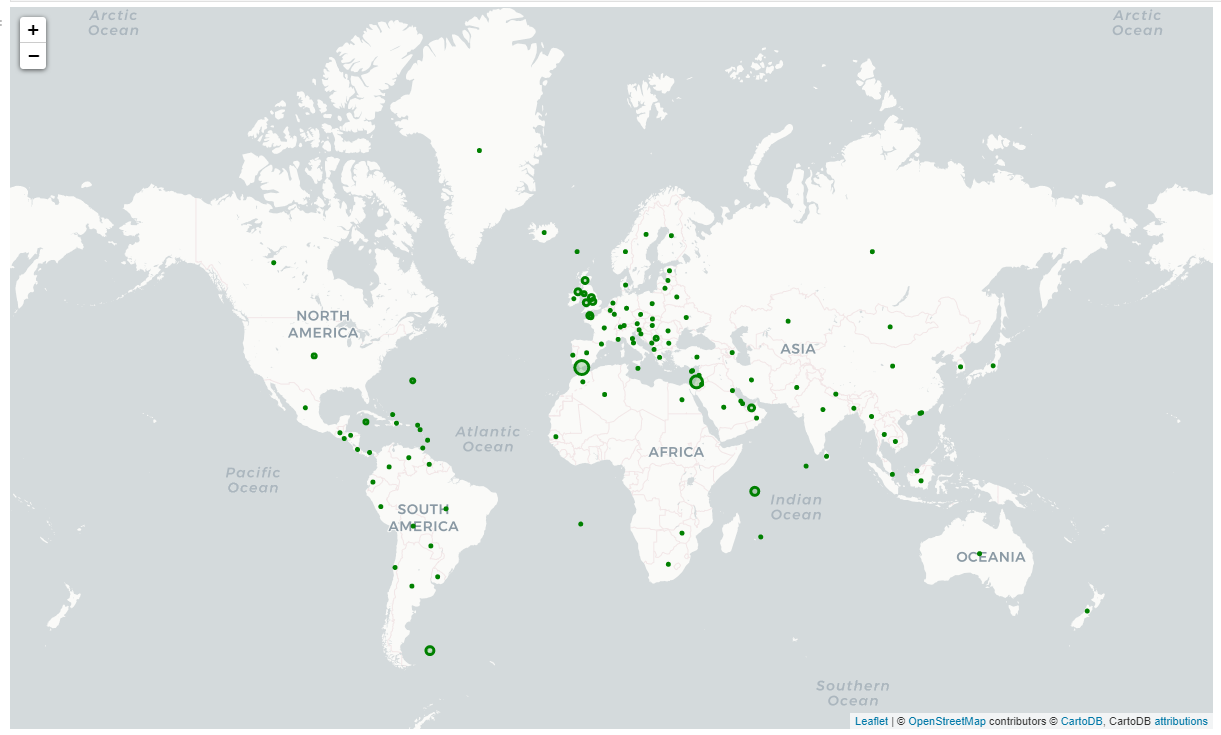 Arctic
Ocean
Arctic
Ocean
+
−
NORTH
AMERICA
ASIA
Atlantic
Ocean
AFRICA
Pacific
Ocean
Indian
Ocean
SOUTH
AMERICA
OCEANIA
Southern
Ocean
Leaflet | © OpenStreetMap contributors © CartoDB, CartoDB attributions